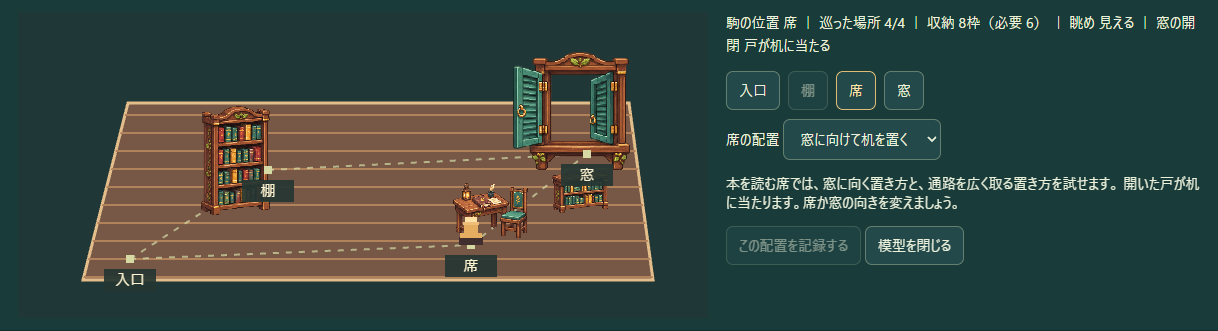 駒の位置 席 | 巡った場所 4/4 | 収納 8枠（必要 6） | 眺め 見える | 窓の開
閉 戸が机に当たる
入口 棚 席 窓
席の配置 窓に向けて机を置く
本を読む席では、窓に向く置き方と、通路を広く取る置き方を試せます。開いた戸が机
に当たります。席か窓の向きを変えましょう。
この配置を記録する 模型を閉じる
棚
窓
席
入口